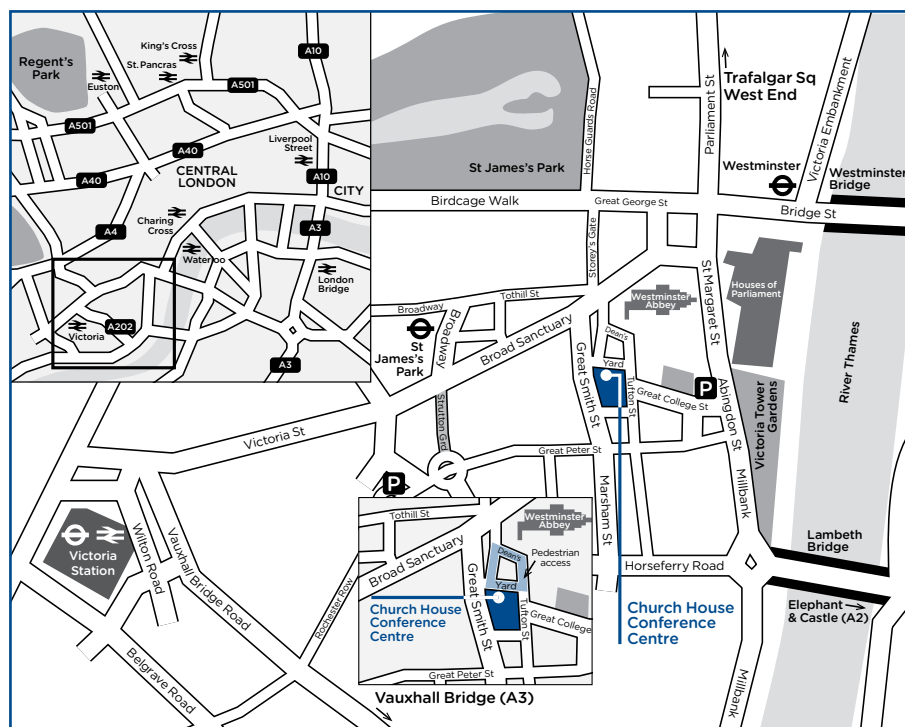 King's Cross
St. Pancras
Euston
Regent's
Park
A10
A501
A501
Liverpool
Street
A40
CENTRAL
LONDON
A40
A10
CITY
Charing
Cross
A4
A3
Waterloo
London
Bridge
A202
Victoria
A3
Trafalgar Sq
West End
Parliament St
Horse Guards Road
Victoria Embankment
St James's Park
Westminster
Westminster
Bridge
Birdcage Walk
Great George St
Bridge St
Storey's Gate
St Margaret St
Houses of
Parliament
Westminster
Abbey
Tothill St
Broadway
Broadway
St
James's
Park
Broad Sanctuary
Dean's
Yard
Great Smith St
Tufton St
Great College St
P
Abingdon St
Victoria Tower
Gardens
River Thames
Strutton Grd
Victoria St
Great Peter St
P
Marsham St
Millbank
Lambeth
Bridge
Horseferry Road
Victoria
Station
Wilton Road
Vauxhall Bridge Road
Rochester Row
Belgrave Road
Church House
Conference
Centre
Elephant
& Castle (A2)
Millbank
Tothill St
Westminster
Abbey
Broad Sanctuary
Dean's
Yard
Pedestrian
access
Great Smith St
Tufton St
Church House
Conference
Centre
Great College
Great Peter St
Vauxhall Bridge (A3)